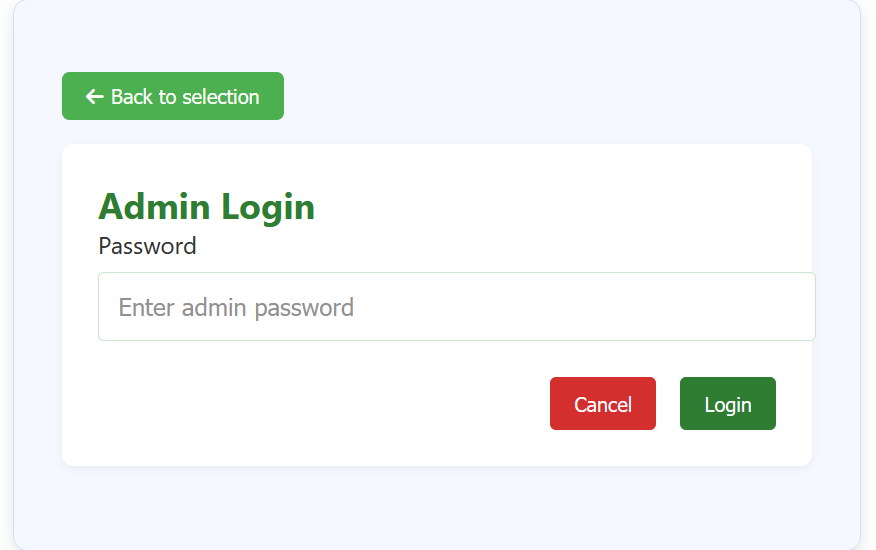 ← Back to selection
Admin Login
Password
Enter admin password
Cancel
Login